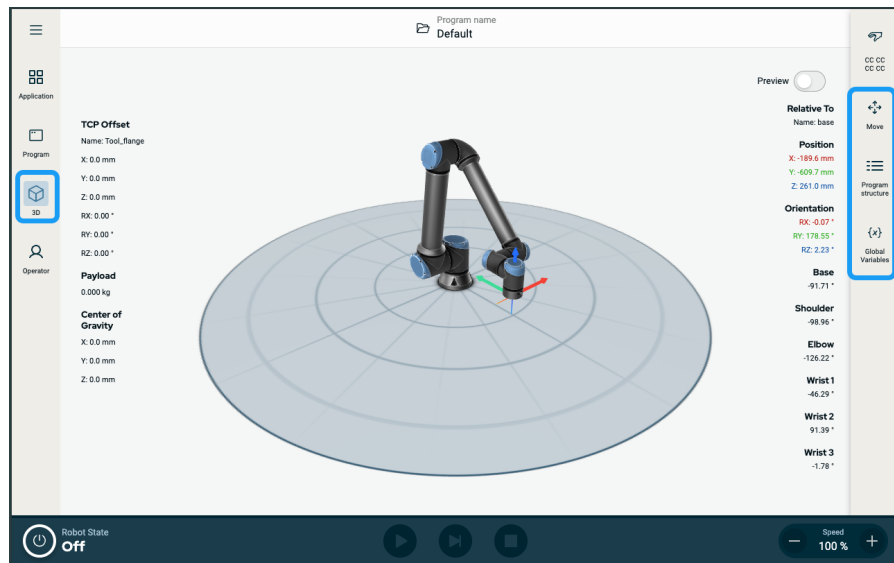 Program name
Default
Application
Program
3D
Operator
TCP Offset
Name: Tool_flange
X: 0.0 mm
Y: 0.0 mm
Z: 0.0 mm
RX: 0.00 °
RY: 0.00 °
RZ: 0.00 °
Payload
0.000 kg
Center of
Gravity
X: 0.0 mm
Y: 0.0 mm
Z: 0.0 mm
Preview
Relative To
Name: base
Position
X: -189.6 mm
Y: -609.7 mm
Z: 261.0 mm
Orientation
RX: -0.07 °
RY: 178.55 °
RZ: 2.23 °
Base
-91.71 °
Shoulder
-98.96 °
Elbow
-126.22 °
Wrist 1
-46.29 °
Wrist 2
91.39 °
Wrist 3
-1.78 °
CC CC
CC CC
Move
Program
structure
{x}
Global
Variables
Robot State
Off
Speed
100 %